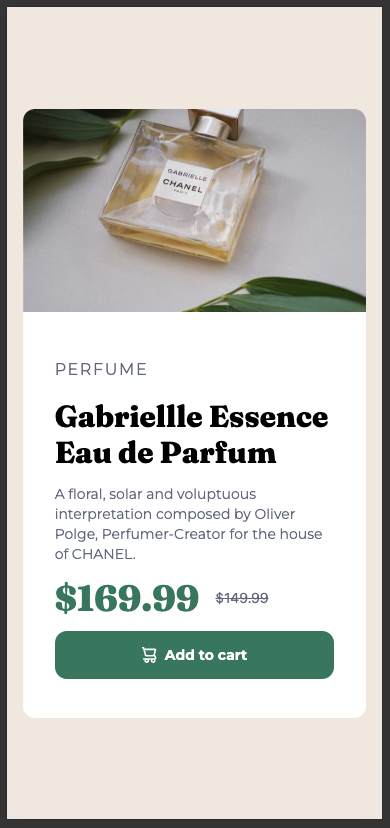 GABRIELLE
CHANEL
PARIS
PERFUME
Gabriellle Essence
Eau de Parfum
A floral, solar and voluptuous
interpretation composed by Oliver
Polge, Perfumer-Creator for the house
of CHANEL.
$169.99 $149.99
Add to cart